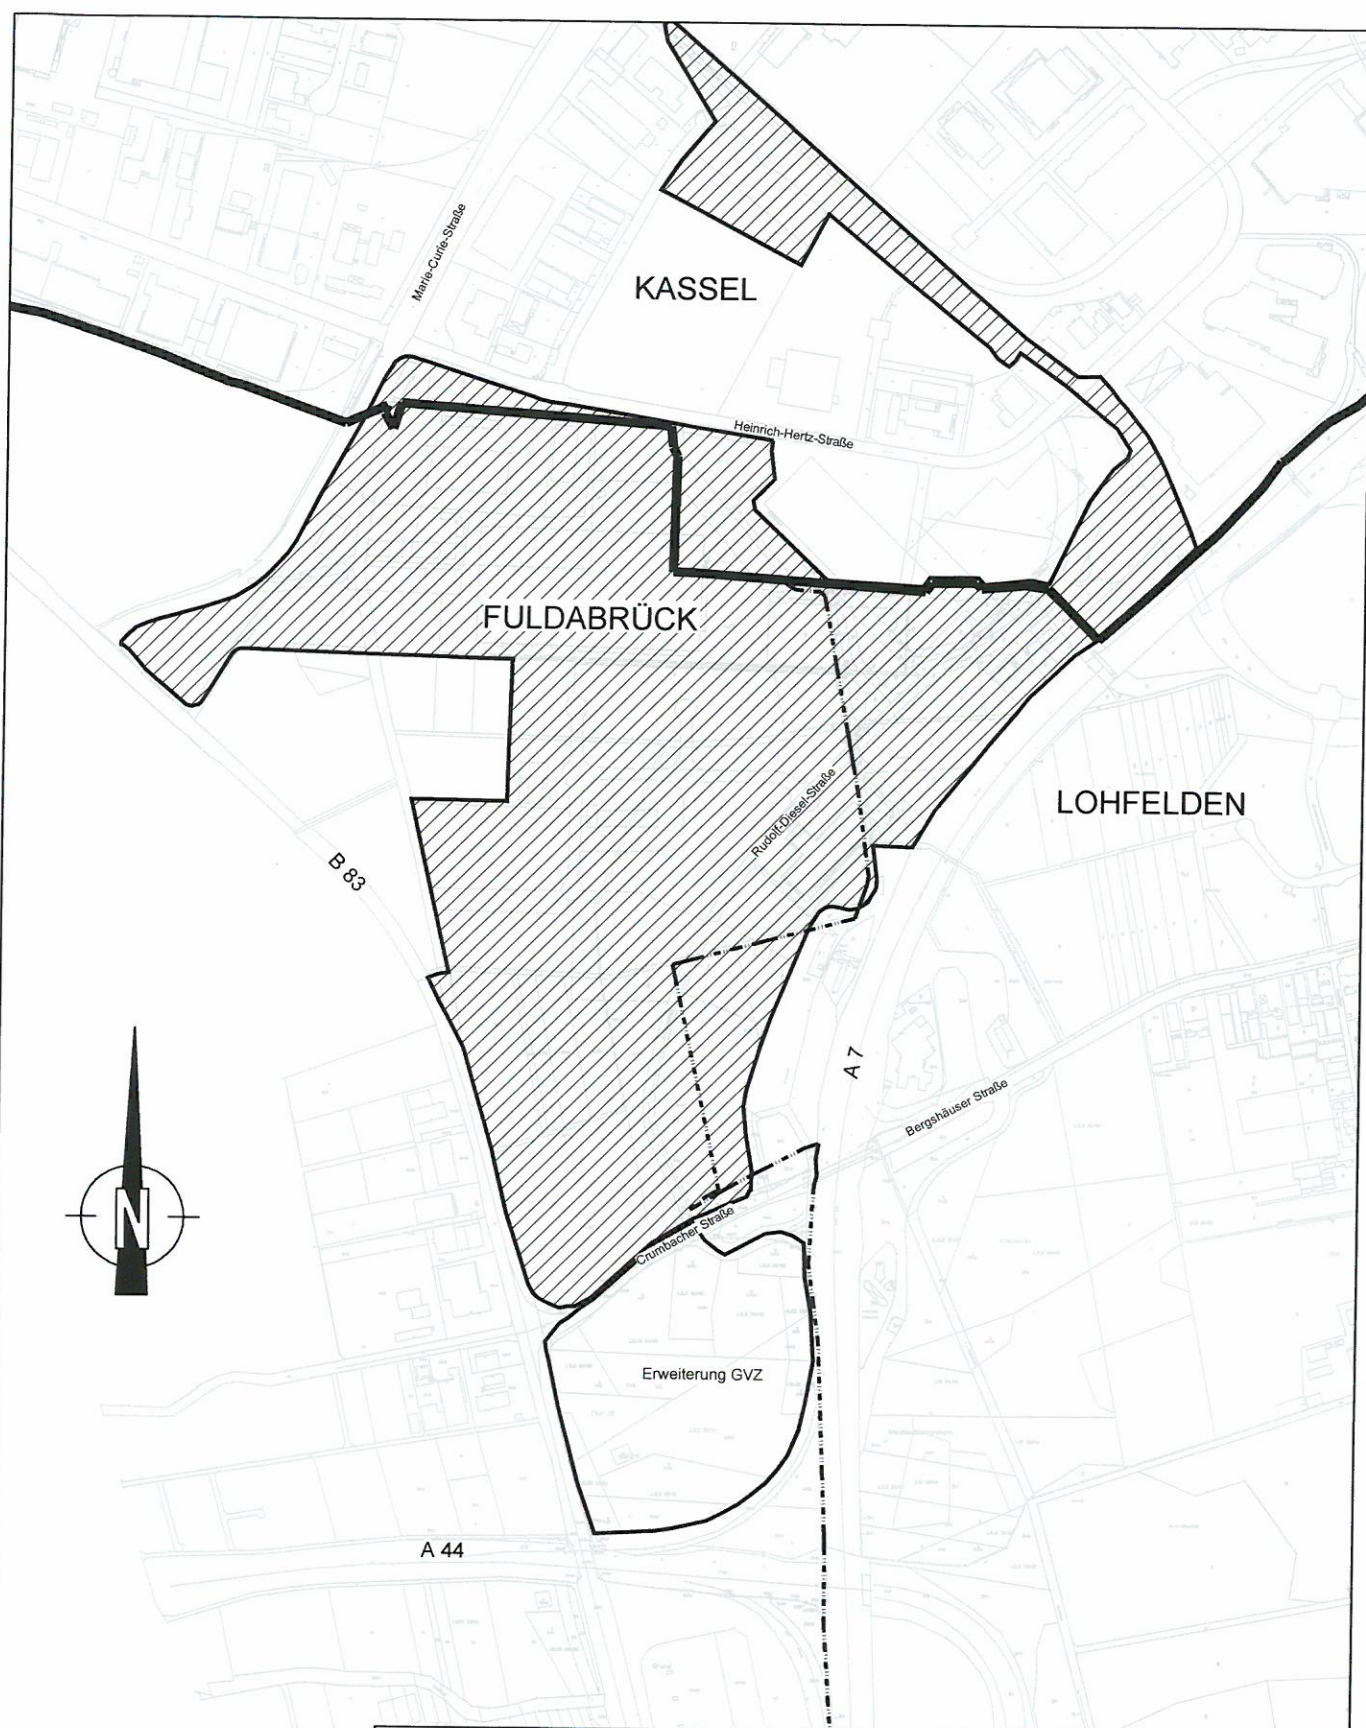 Marie-Curie-Straße
KASSEL
Heinrich-Hertz-Straße
FULDABRÜCK
LOHFELDEN
Rudolf-Diesel-Straße
B 83
A 7
Bergshäuser Straße
N
Crumbacher Straße
Erweiterung GVZ
A 44